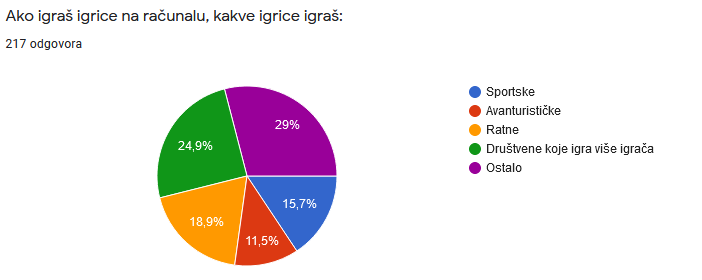 Ako igraš igrice na računalu, kakve igrice igraš:
217 odgovora
29%
24,9%
15,7%
18,9%
11,5%
Sportske
Avanturističke
Ratne
Društvene koje igra više igrača
Ostalo